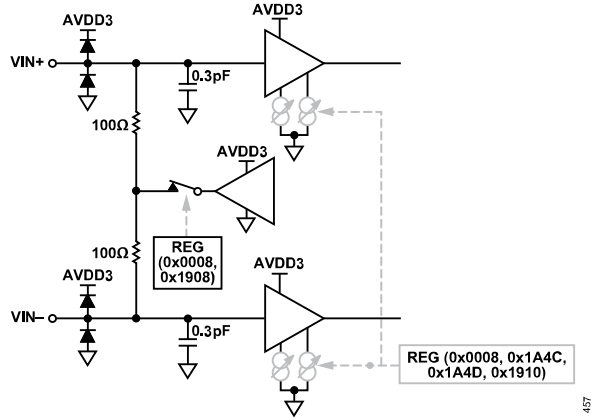 AVDD3
AVDD3
VIN+
0.3pF
100Ω
AVDD3
REG
(0x0008,
0x1908)
100Ω
AVDD3
AVDD3
VIN–
0.3pF
REG (0x0008, 0x1A4C,
0x1A4D, 0x1910)
457